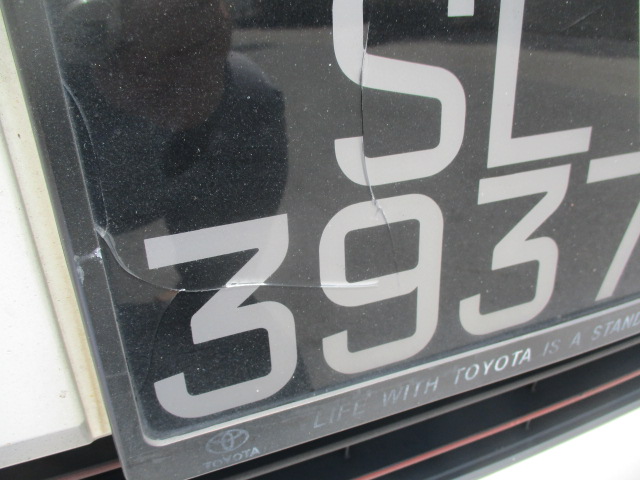 SL
3937
LIFE WITH TOYOTA IS A STAND
TOYOTA